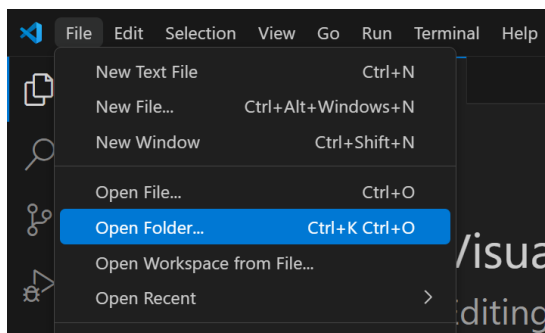 File Edit Selection View Go Run Terminal Help
New Text File Ctrl+N
New File... Ctrl+Alt+Windows+N
New Window Ctrl+Shift+N
Open File... Ctrl+O
Open Folder... Ctrl+K Ctrl+O
Open Workspace from File...
Open Recent